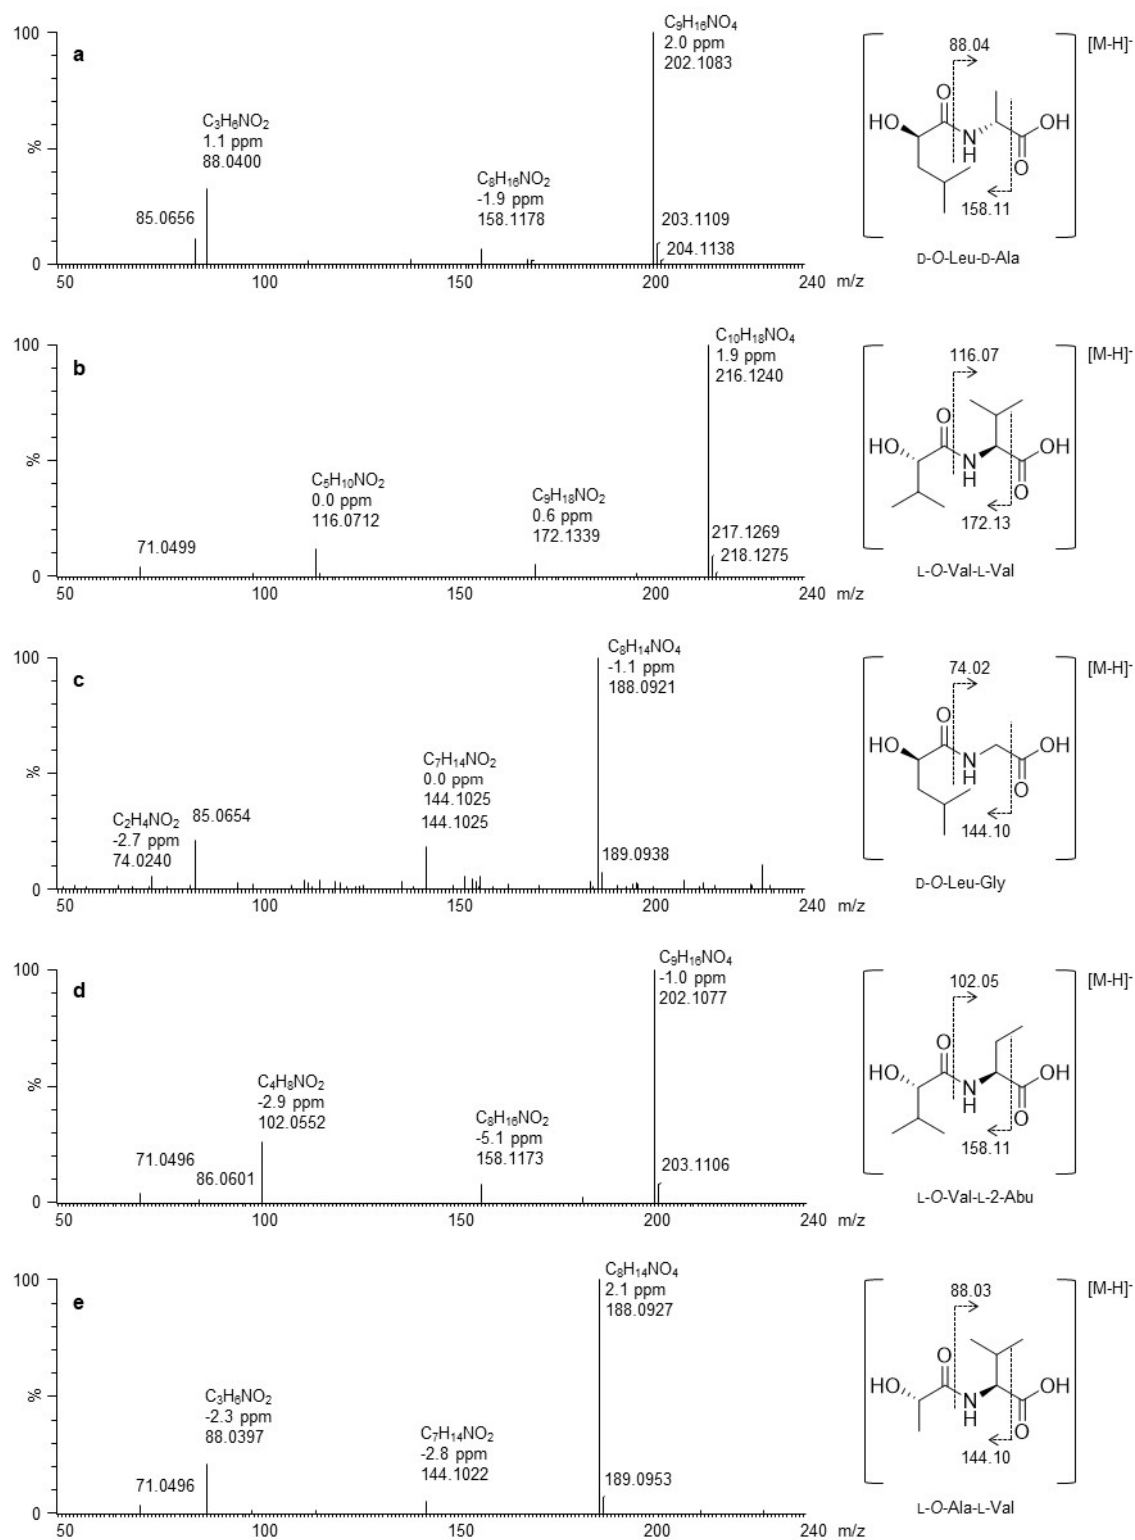 100
a
%
0
50
100
150
200
240
m/z
C₉H₁₆NO₄
2.0 ppm
202.1083
C₃H₆NO₂
1.1 ppm
88.0400
85.0656
C₈H₁₆NO₂
-1.9 ppm
158.1178
203.1109
204.1138
[M-H]⁻
88.04
O
HO
N
H
OH
O
158.11
D-O-Leu-D-Ala
100
b
%
0
50
100
150
200
240
m/z
C₁₀H₁₈NO₄
1.9 ppm
216.1240
C₅H₁₀NO₂
0.0 ppm
116.0712
C₉H₁₈NO₂
0.6 ppm
172.1339
71.0499
217.1269
218.1275
[M-H]⁻
116.07
O
HO
N
H
OH
O
172.13
L-O-Val-L-Val
100
c
%
0
50
100
150
200
240
m/z
C₈H₁₄NO₄
-1.1 ppm
188.0921
C₇H₁₄NO₂
0.0 ppm
144.1025
144.1025
C₂H₄NO₂
-2.7 ppm
74.0240
85.0654
189.0938
[M-H]⁻
74.02
O
HO
N
H
OH
O
144.10
D-O-Leu-Gly
100
d
%
0
50
100
150
200
240
m/z
C₉H₁₆NO₄
-1.0 ppm
202.1077
C₄H₈NO₂
-2.9 ppm
102.0552
C₈H₁₆NO₂
-5.1 ppm
158.1173
71.0496
86.0601
203.1106
[M-H]⁻
102.05
O
HO
N
H
OH
O
158.11
L-O-Val-L-2-Abu
100
e
%
0
50
100
150
200
240
m/z
C₈H₁₄NO₄
2.1 ppm
188.0927
C₃H₆NO₂
-2.3 ppm
88.0397
C₇H₁₄NO₂
-2.8 ppm
144.1022
71.0496
189.0953
[M-H]⁻
88.03
O
HO
N
H
OH
O
144.10
L-O-Ala-L-Val